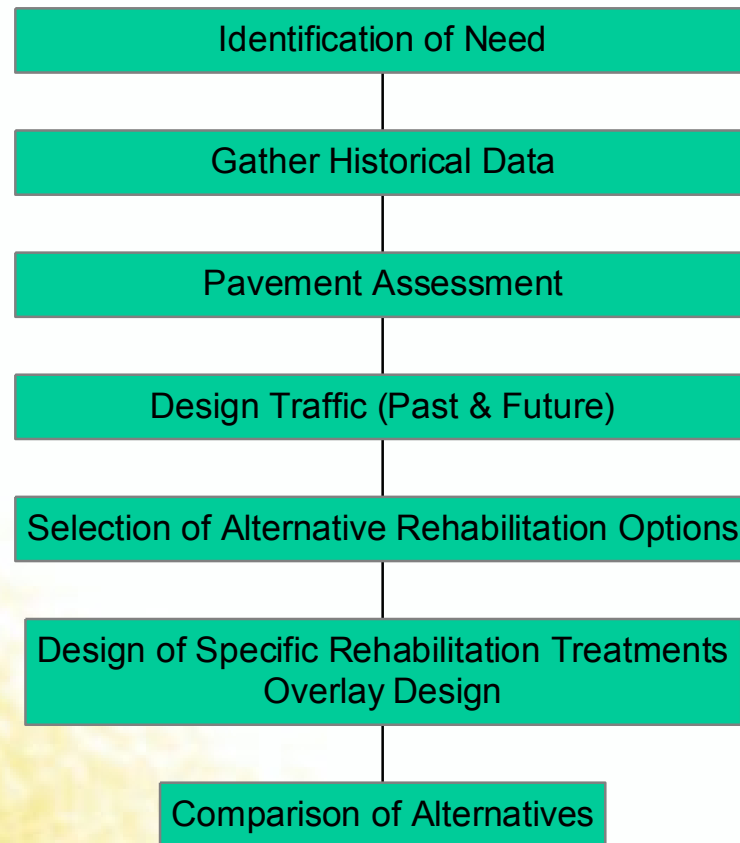 Identification of Need
Gather Historical Data
Pavement Assessment
Design Traffic (Past & Future)
Selection of Alternative Rehabilitation Options
Design of Specific Rehabilitation Treatments
Overlay Design
Comparison of Alternatives